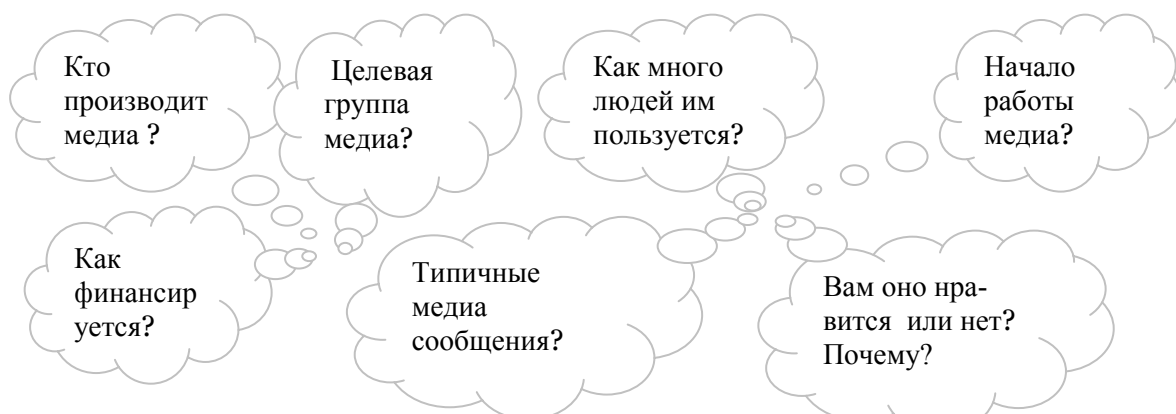 Кто
производит
медиа ?
Целевая
группа
медиа?
Как много
людей им
пользуется?
Начало
работы
медиа?
Как
финансир
уется?
Типичные
медиа
сообщения?
Вам оно нра-
вится или нет?
Почему?